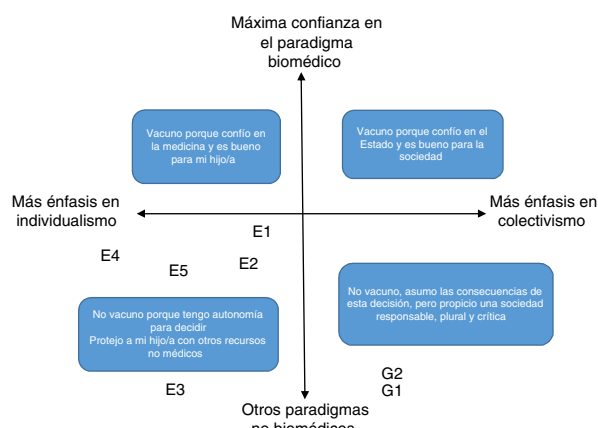 Máxima confianza en
el paradigma
biomédico
Vacuno porque confío en
la medicina y es bueno
para mi hijo/a
Vacuno porque confío en el
Estado y es bueno para la
sociedad
Más énfasis en
individualismo
Más énfasis en
colectivismo
E1
E4
E5
E2
No vacuno porque tengo autonomía
para decidir
Protejo a mi hijo/a con otros recursos
no médicos
No vacuno, asumo las consecuencias de
esta decisión, pero propicio una sociedad
responsable, plural y crítica
E3
G2
G1
Otros paradigmas
no biomédicos